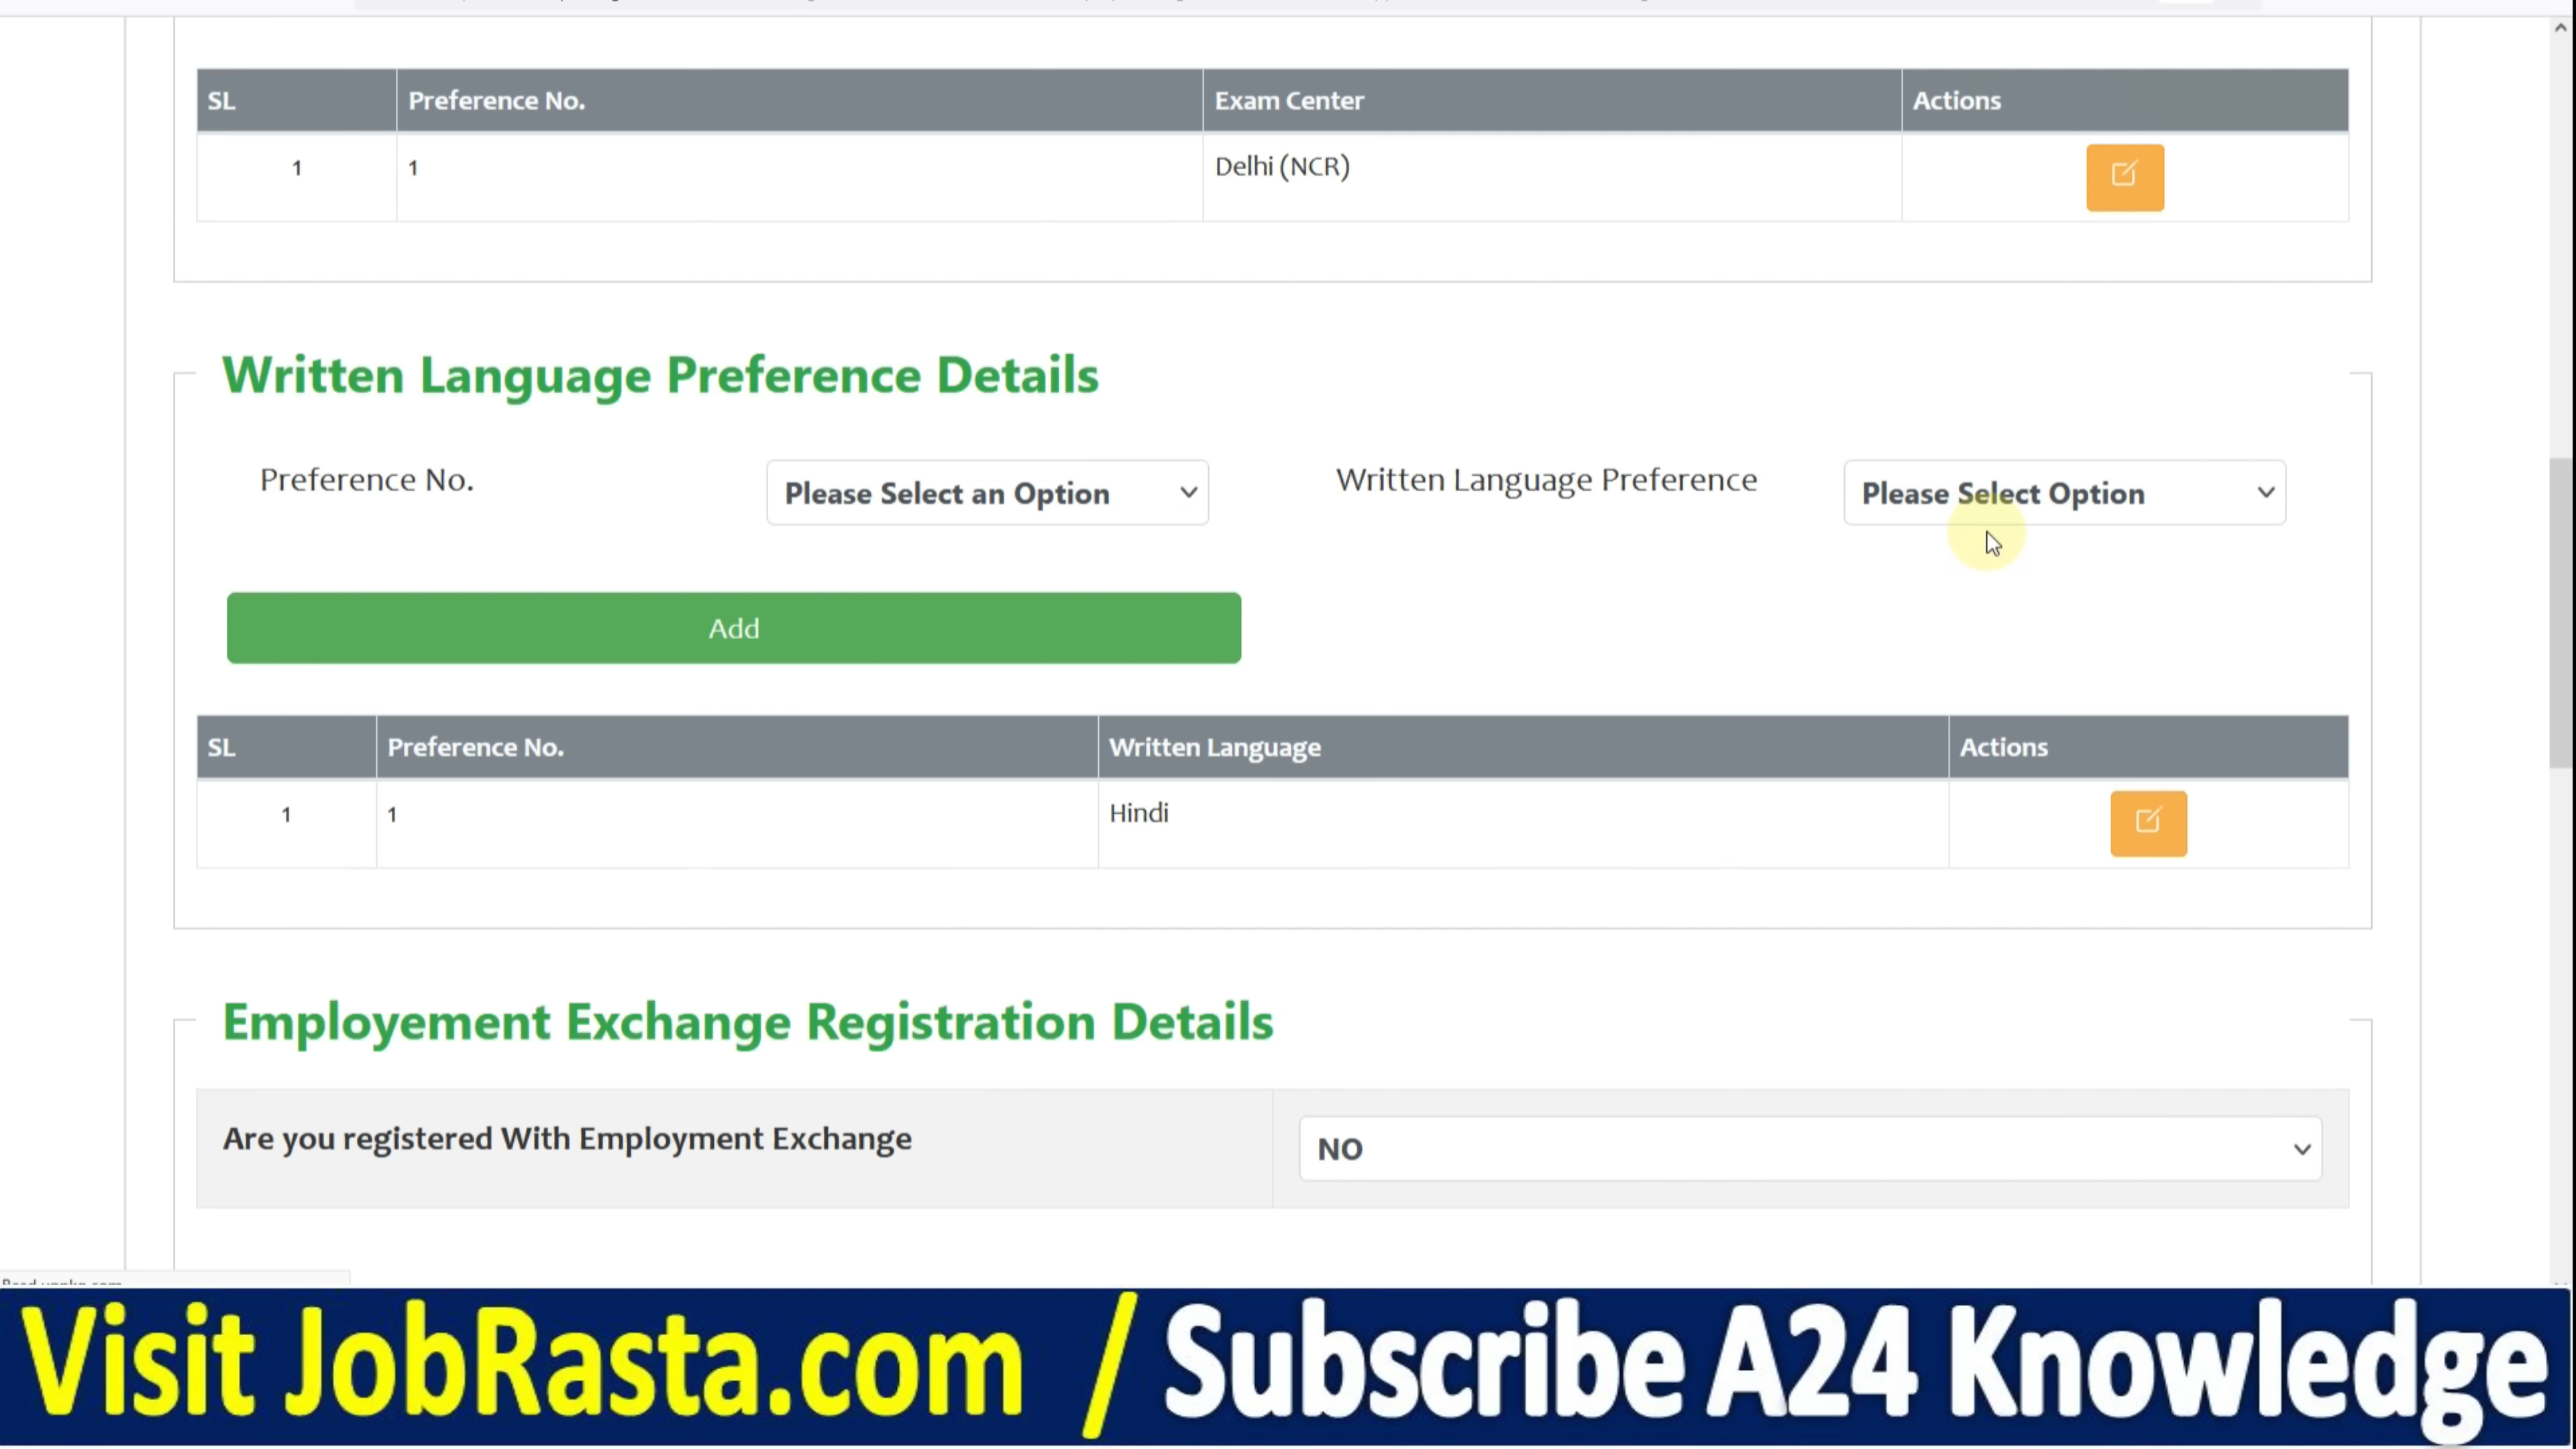 SL Preference No. Exam Center Actions
1 1 Delhi (NCR)
Written Language Preference Details
Preference No. Please Select an Option Written Language Preference Please Select Option
Add
SL Preference No. Written Language Actions
1 1 Hindi
Employement Exchange Registration Details
Are you registered With Employment Exchange NO
Visit JobRasta.com / Subscribe A24 Knowledge